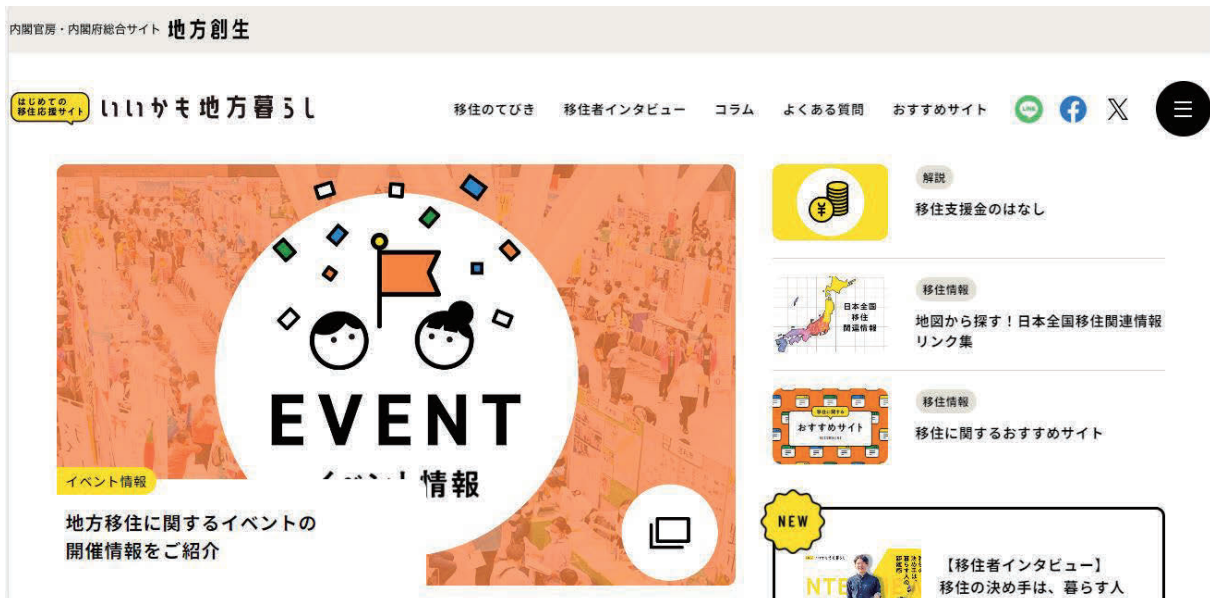 内閣官房・内閣府総合サイト 地方創生
はじめての
移住応援サイト
いいかも地方暮らし
移住のてびき 移住者インタビュー コラム よくある質問 おすすめサイト
LINE
EVENT
情報
イベント情報
地方移住に関するイベントの
開催情報をご紹介
解説
移住支援金のはなし
日本全国
移住
関連情報
移住情報
地図から探す！日本全国移住関連情報
リンク集
移住に関する
おすすめサイト
移住情報
移住に関するおすすめサイト
NEW
【移住者インタビュー】
移住の決め手は、暮らす人